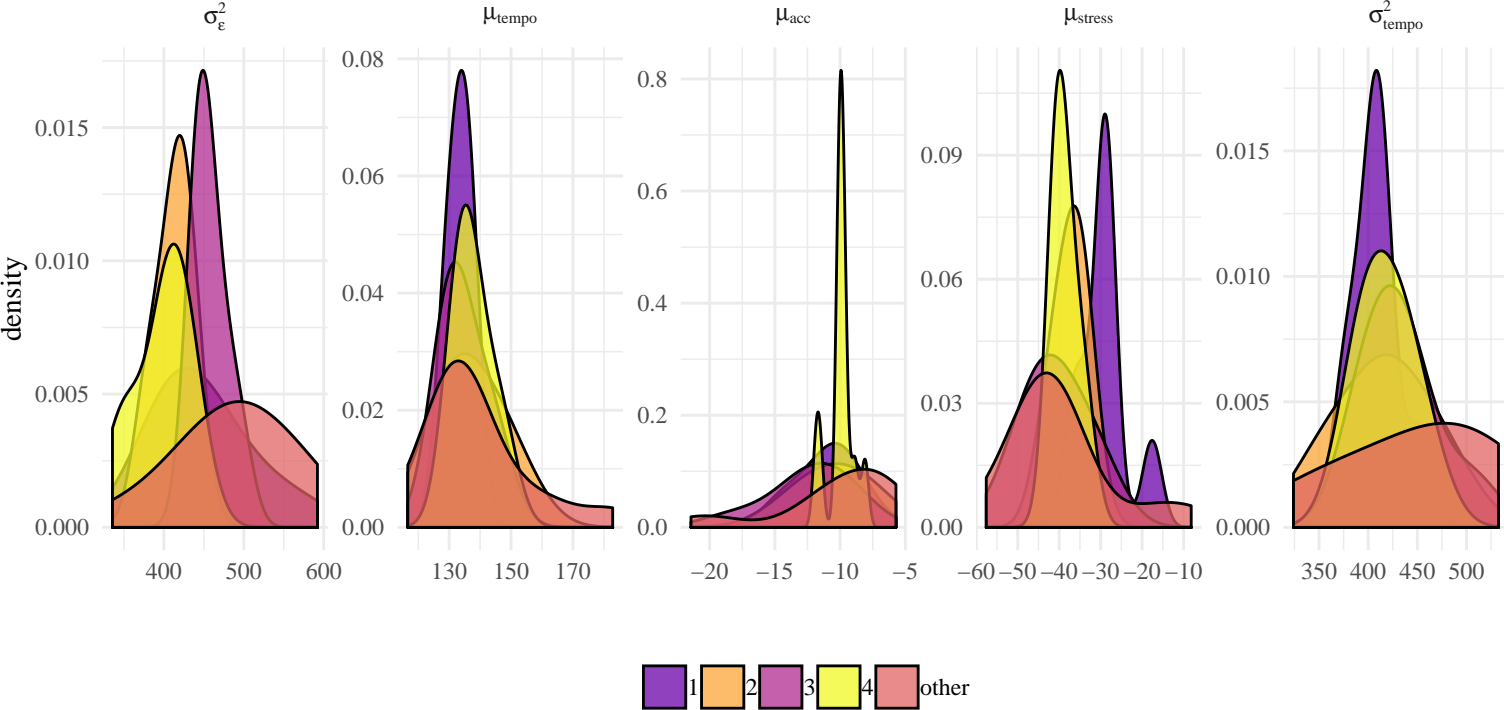 σ²ε μtempo μacc μstress σ²tempo
density
0.000 0.005 0.010 0.015
400 500 600
0.00 0.02 0.04 0.06 0.08
130 150 170
0.0 0.2 0.4 0.6 0.8
−20 −15 −10 −5
0.00 0.03 0.06 0.09
−60 −50 −40 −30 −20 −10
0.000 0.005 0.010 0.015
350 400 450 500
1 2 3 4 other